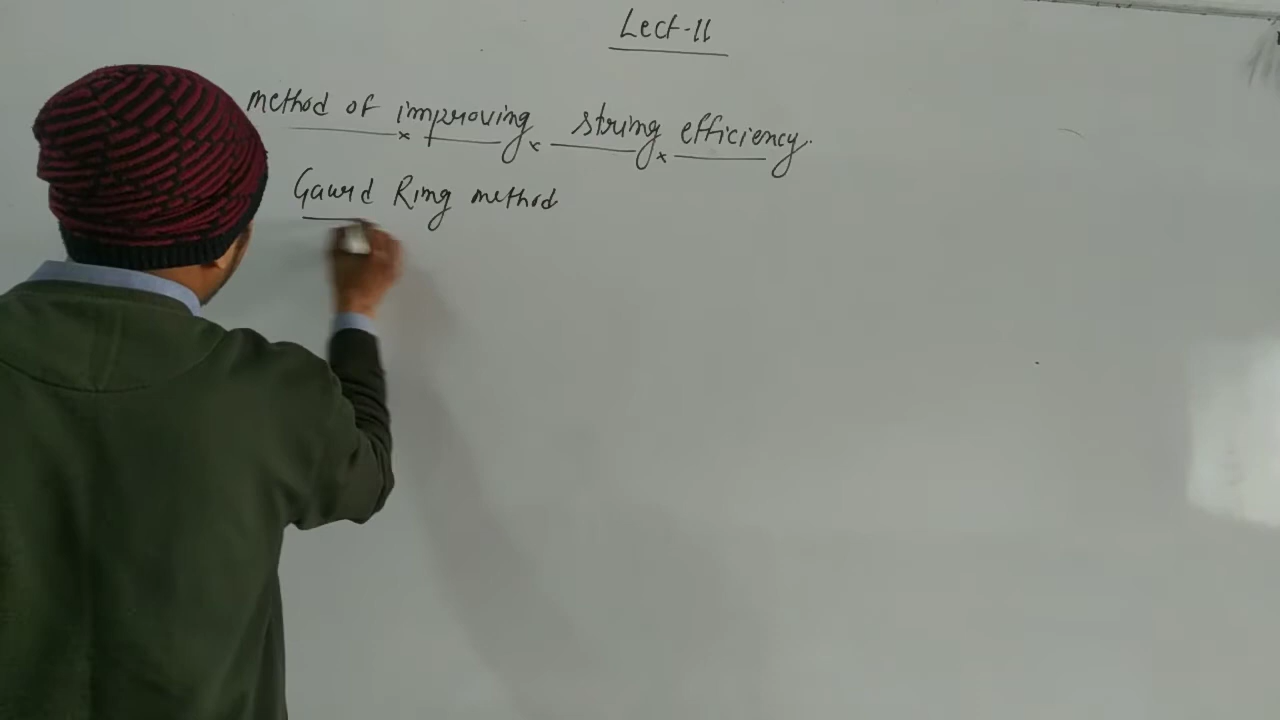 Lect-11
Method of improving string efficiency.
Gaurd Ring method